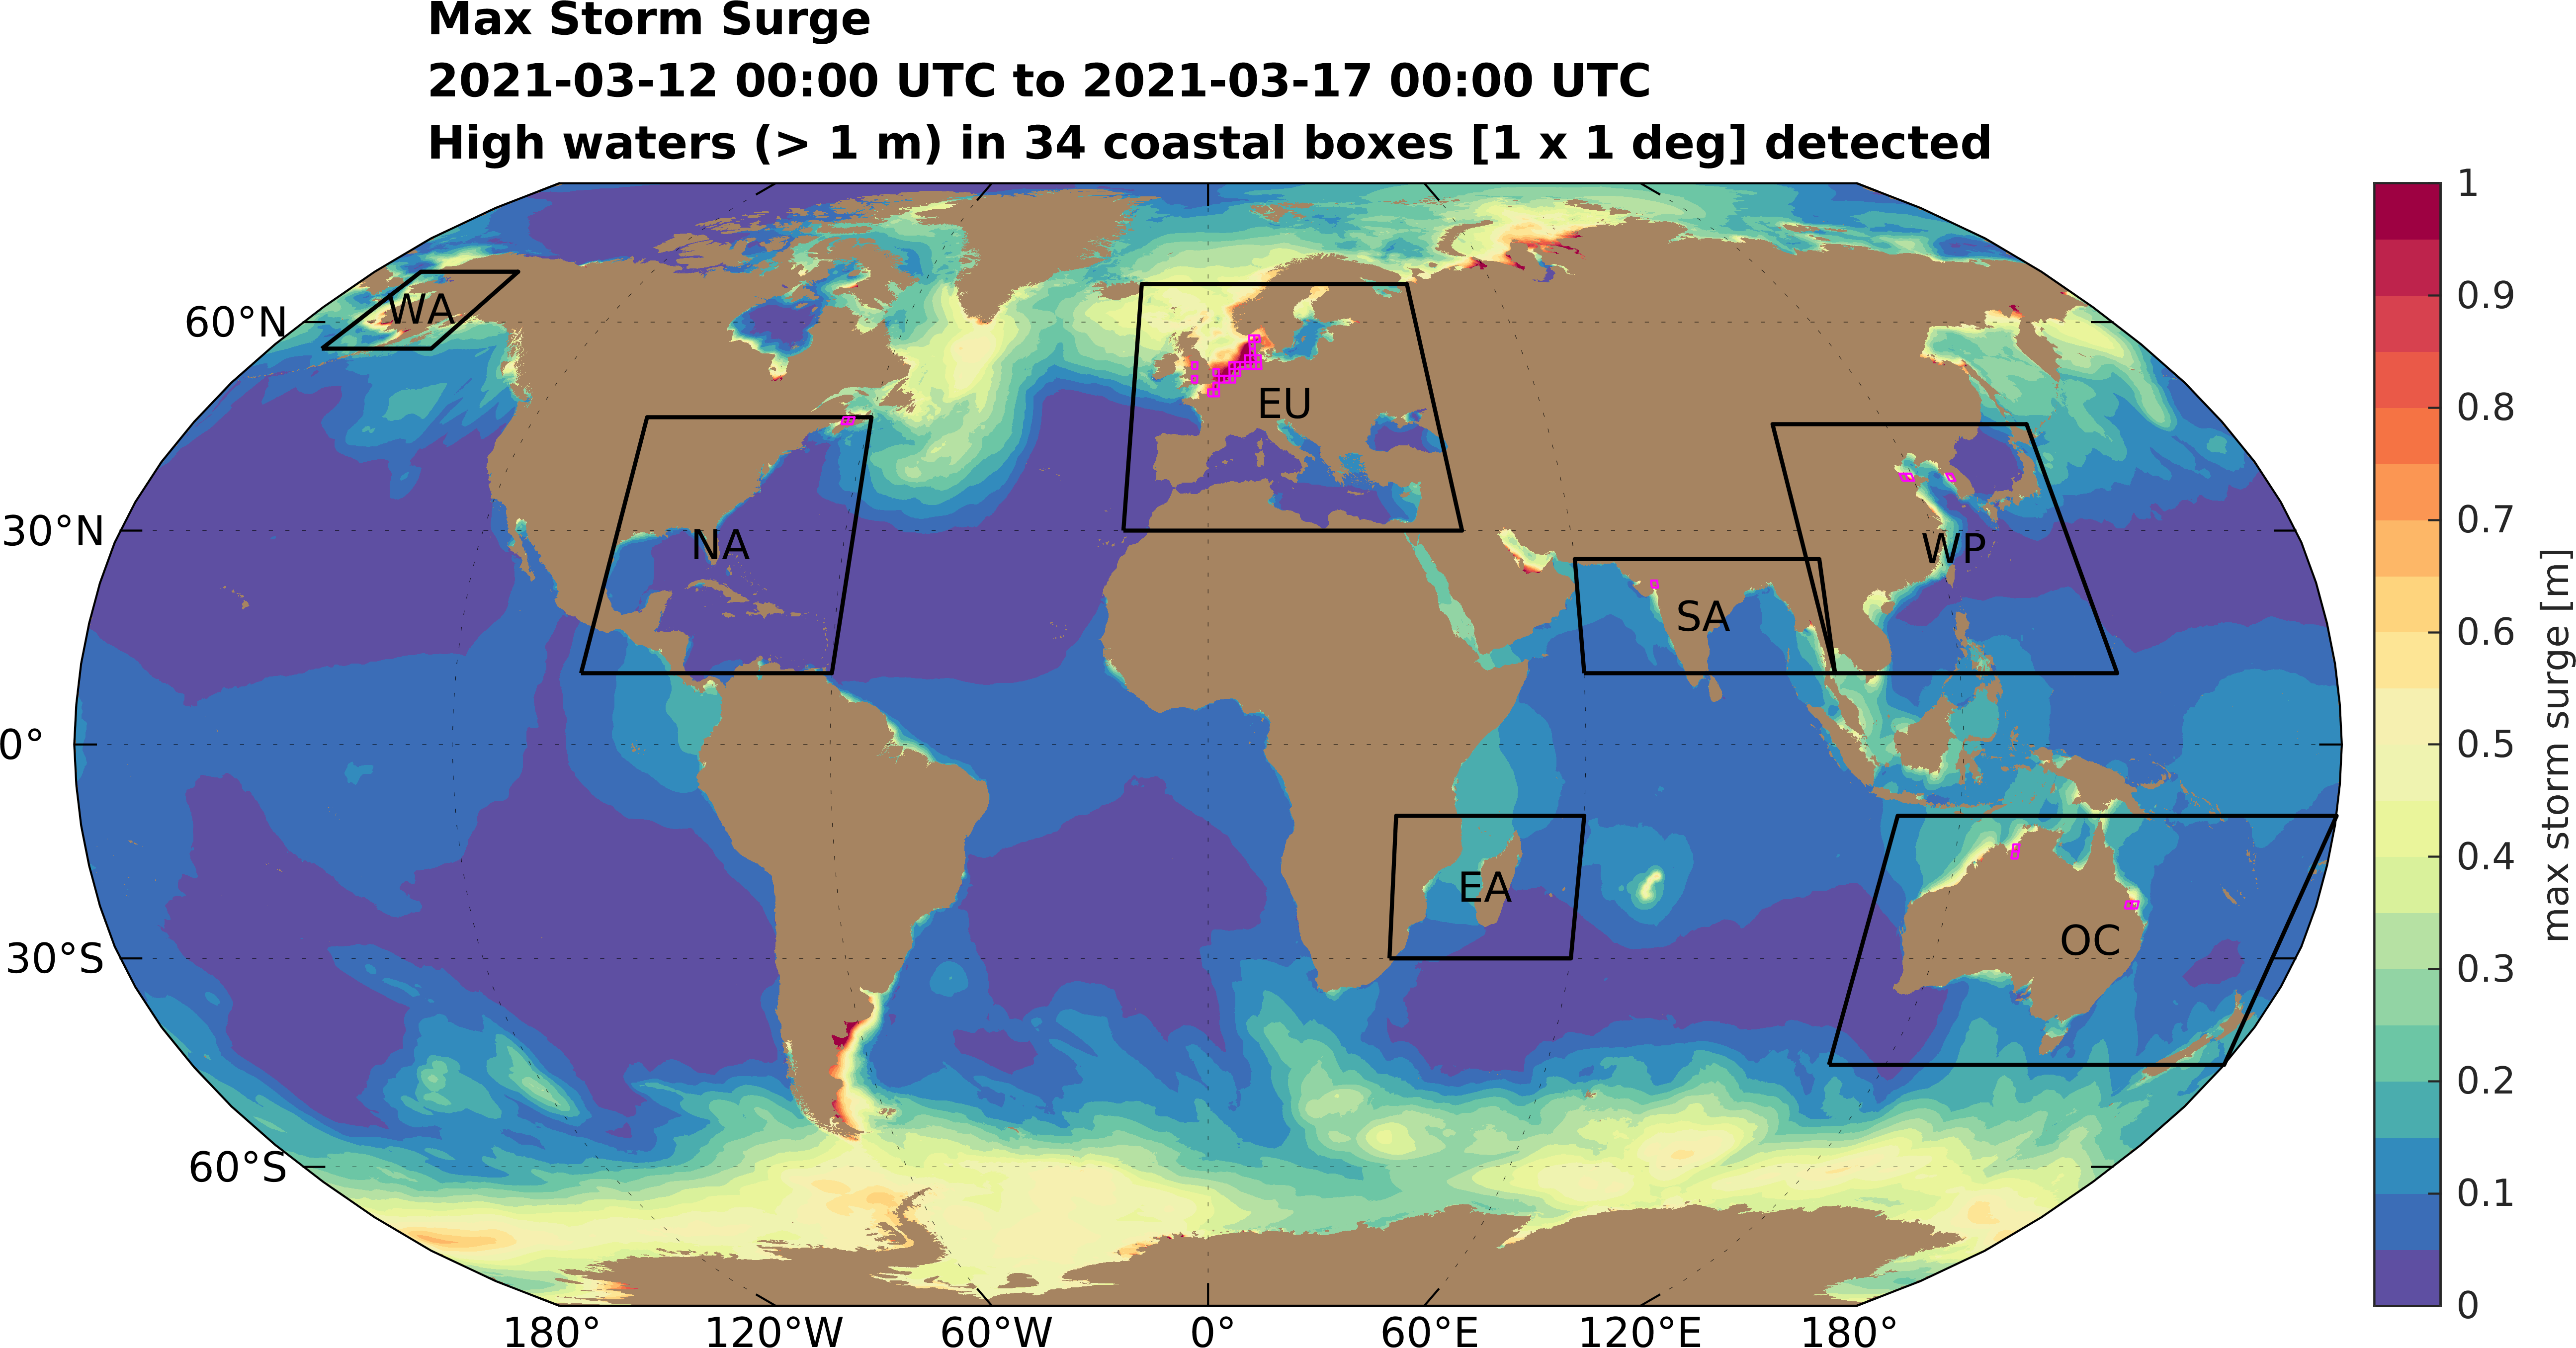 Max Storm Surge
2021-03-12 00:00 UTC to 2021-03-17 00:00 UTC
High waters (> 1 m) in 34 coastal boxes [1 x 1 deg] detected
WA
EU
NA
WP
SA
EA
OC
60°N
30°N
0°
30°S
60°S
180°
120°W
60°W
0°
60°E
120°E
180°
1
0.9
0.8
0.7
0.6
0.5
0.4
0.3
0.2
0.1
0
max storm surge [m]